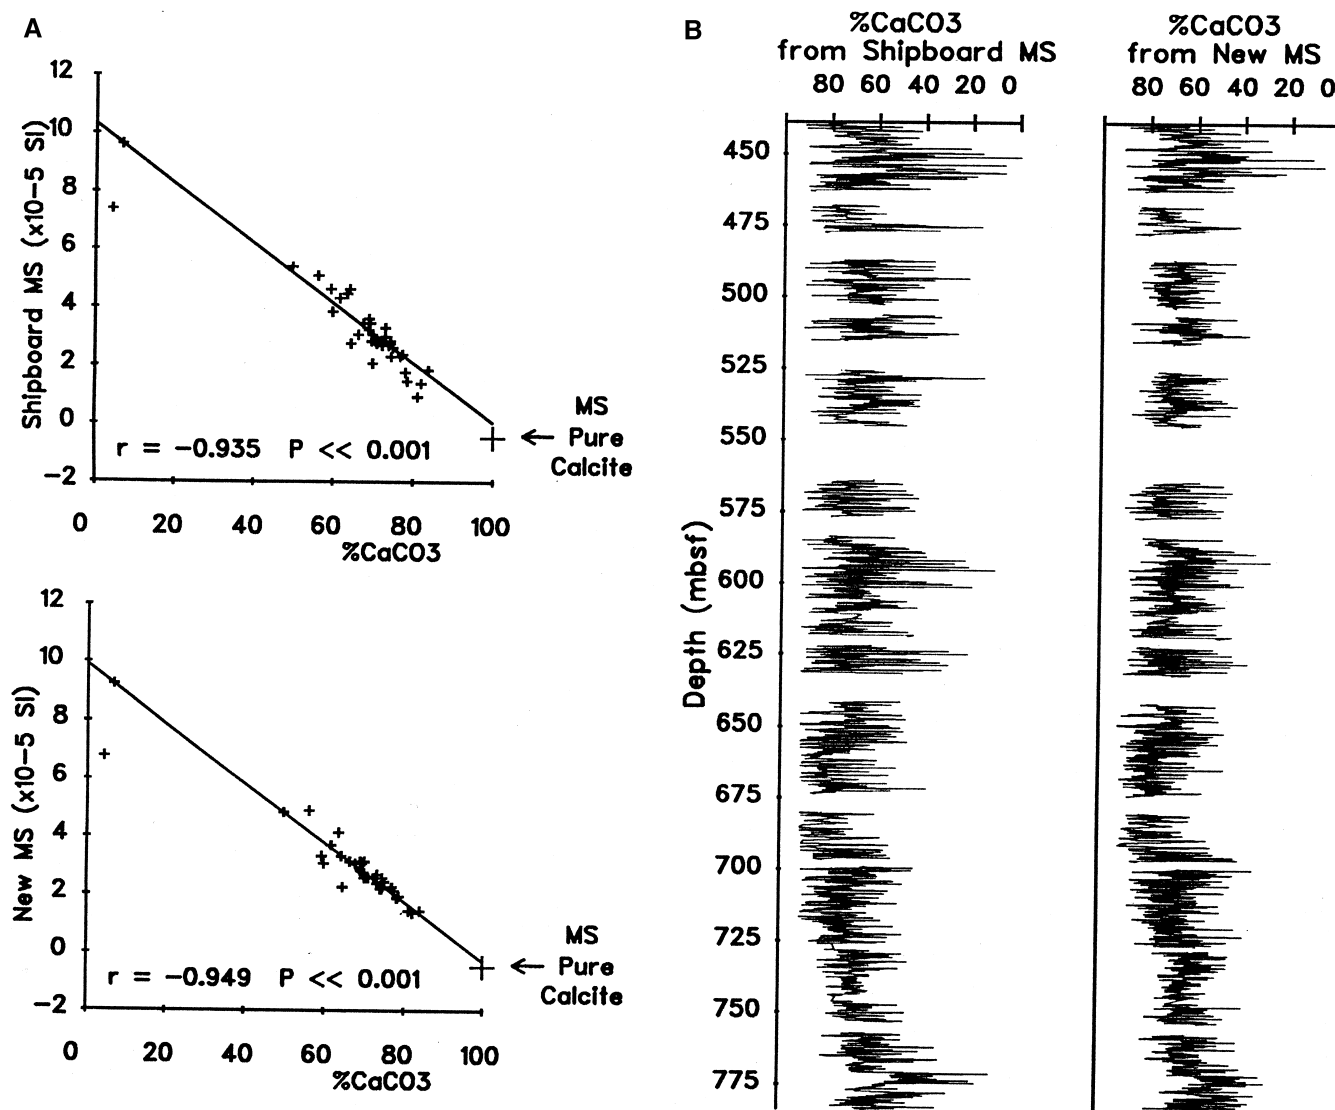 A
12
10
8
6
4
2
0
−2
Shipboard MS (x10−5 SI)
r = −0.935 P << 0.001
MS
Pure
Calcite
0 20 40 60 80 100
%CaCO3
12
10
8
6
4
2
0
−2
New MS (x10−5 SI)
r = −0.949 P << 0.001
MS
Pure
Calcite
0 20 40 60 80 100
%CaCO3
B
%CaCO3
from Shipboard MS
80 60 40 20 0
%CaCO3
from New MS
80 60 40 20 0
Depth (mbsf)
450
475
500
525
550
575
600
625
650
675
700
725
750
775